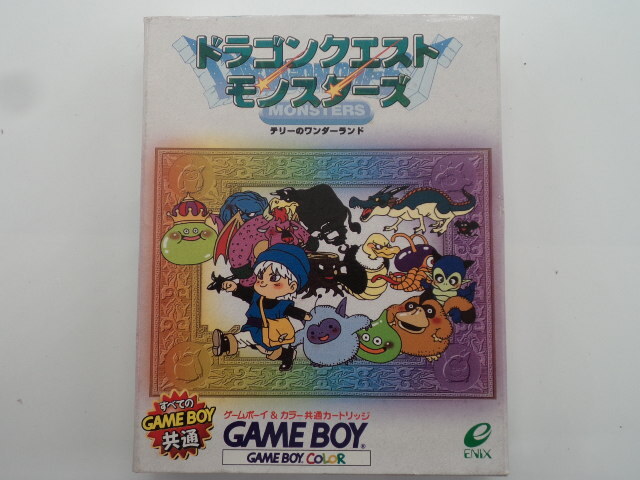 ドラゴンクエスト
モンスターズ
MONSTERS
テリーのワンダーランド
すべての
GAME BOY
共通
ゲームボーイ & カラー共通カートリッジ
GAME BOY®
GAME BOY COLOR
ENIX